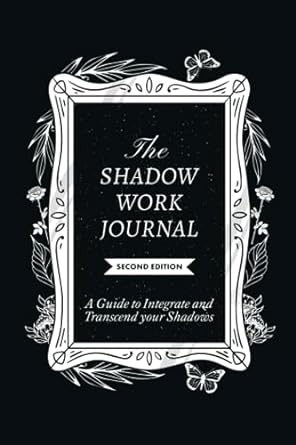 The
SHADOW
WORK
JOURNAL
SECOND EDITION
A Guide to Integrate and
Transcend your Shadows